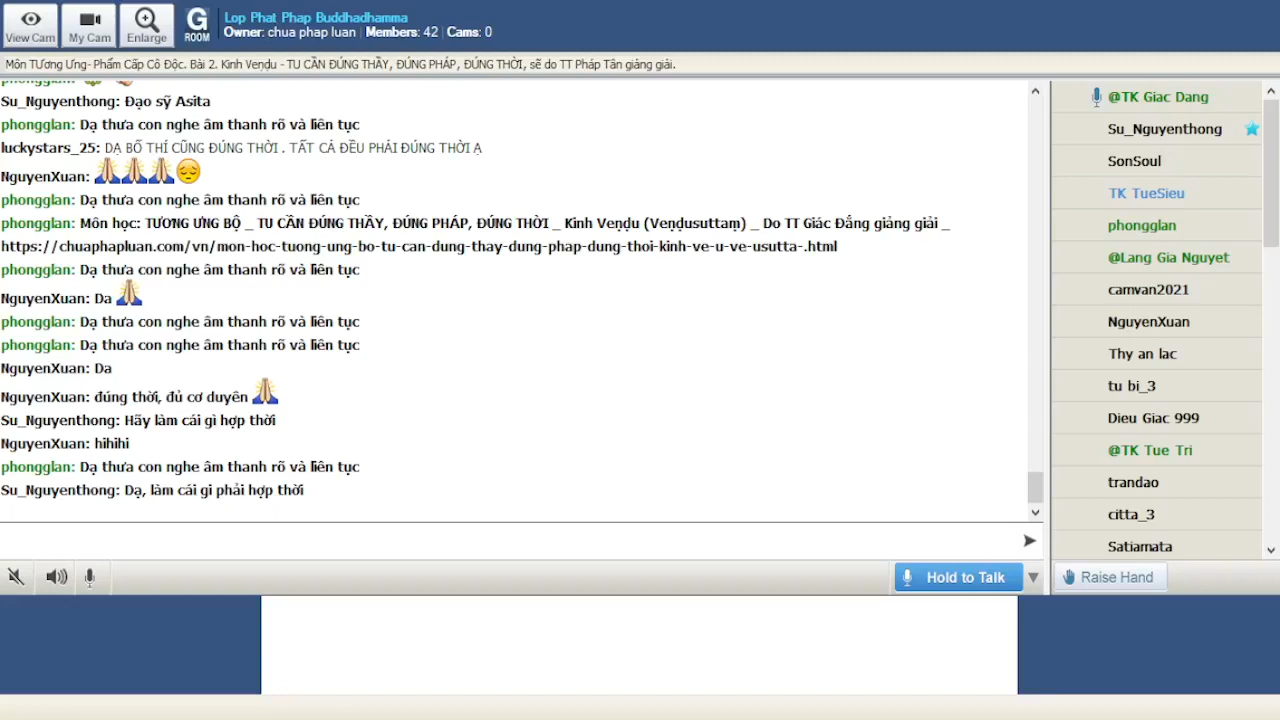 View Cam
My Cam
Enlarge
G
ROOM
Lop Phat Phap Buddhadhamma
Owner: chua phap luan Members: 42 Cams: 0
Môn TƯơng Ưng- Phẩm Cấp Cô Độc. Bài 2. Kinh Veṇḍu - TU CẦN ĐÚNG THẦY, ĐÚNG PHÁP, ĐÚNG THỜI, sẽ do TT Pháp Tân giảng giải.
phongglan:
Su_Nguyenthong: Đạo sỹ Asita
phongglan: Dạ thưa con nghe âm thanh rõ và liên tục
luckystars_25: DẠ BỐ THÍ CŨNG ĐÚNG THỜI . TẤT CẢ ĐỀU PHẢI ĐÚNG THỜI Ạ
NguyenXuan:
phongglan: Dạ thưa con nghe âm thanh rõ và liên tục
phongglan: Môn học: TƯƠNG ƯNG BỘ _ TU CẦN ĐÚNG THẦY, ĐÚNG PHÁP, ĐÚNG THỜI _ Kinh Veṇḍu (Veṇḍusuttaṃ) _ Do TT Giác Đẳng giảng giải _
https://chuaphapluan.com/vn/mon-hoc-tuong-ung-bo-tu-can-dung-thay-dung-phap-dung-thoi-kinh-ve-u-ve-usutta-.html
phongglan: Dạ thưa con nghe âm thanh rõ và liên tục
NguyenXuan: Da
phongglan: Dạ thưa con nghe âm thanh rõ và liên tục
phongglan: Dạ thưa con nghe âm thanh rõ và liên tục
NguyenXuan: Da
NguyenXuan: đúng thời, đủ cơ duyên
Su_Nguyenthong: Hãy làm cái gì hợp thời
NguyenXuan: hihihi
phongglan: Dạ thưa con nghe âm thanh rõ và liên tục
Su_Nguyenthong: Dạ, làm cái gi phải hợp thời
@TK Giac Dang
Su_Nguyenthong
SonSoul
TK TueSieu
phongglan
@Lang Gia Nguyet
camvan2021
NguyenXuan
Thy an lac
tu bi_3
Dieu Giac 999
@TK Tue Tri
trandao
citta_3
Satiamata
Hold to Talk
Raise Hand